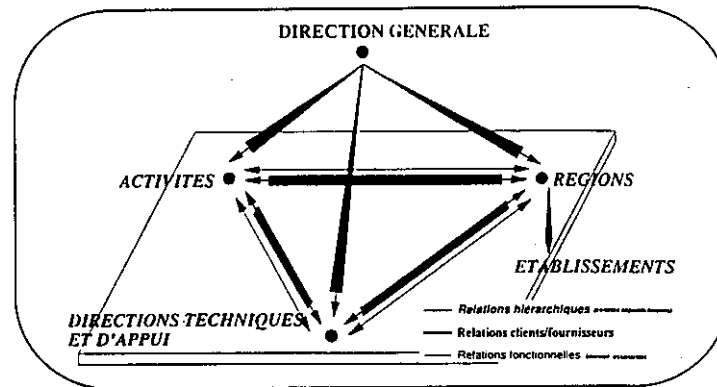 DIRECTION GENERALE
ACTIVITES
REGIONS
ETABLISSEMENTS
DIRECTIONS TECHNIQUES
ET D'APPUI
Relations hiérarchiques
Relations clients/fournisseurs
Relations fonctionnelles